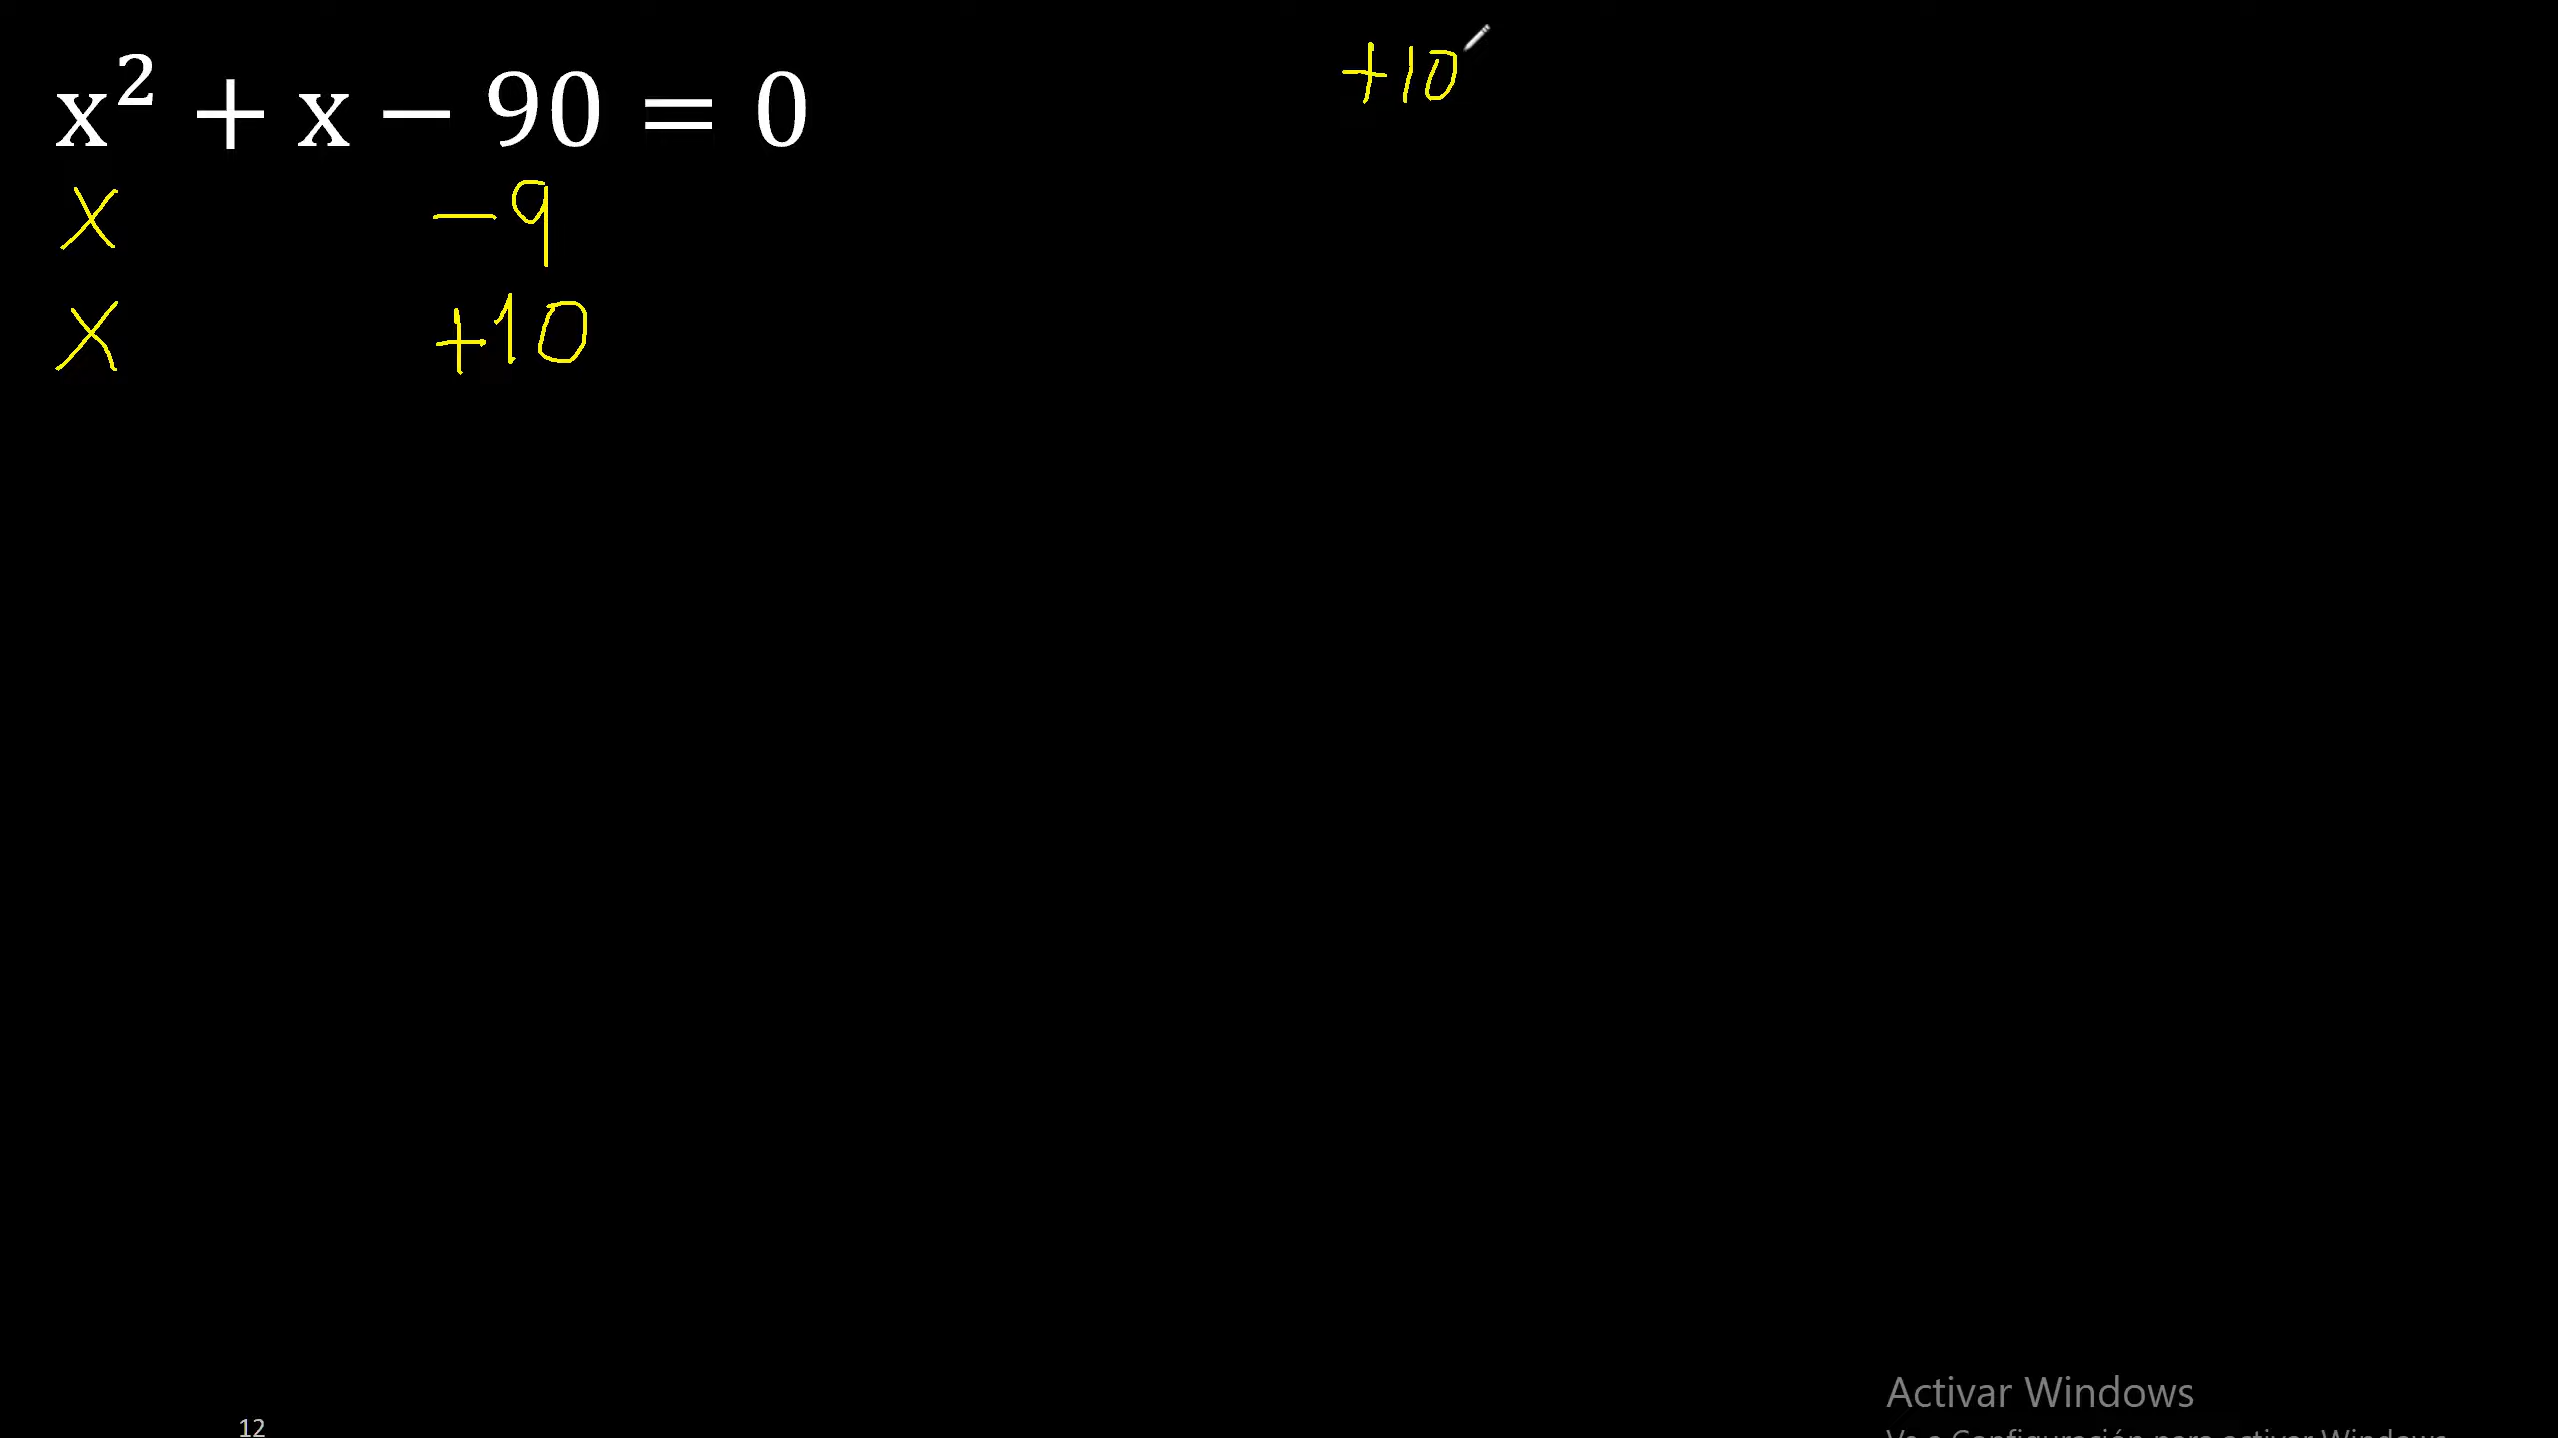 x² + x − 90 = 0
+10
x −9
x +10
Activar Windows
12